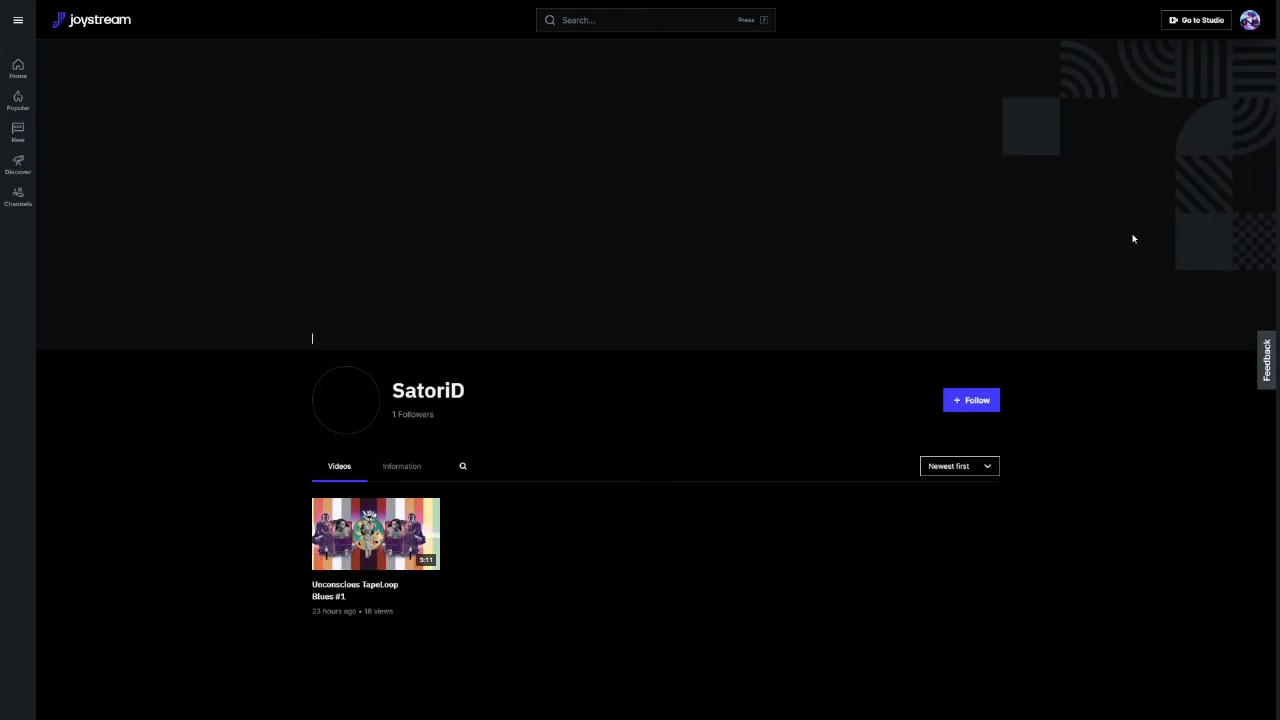 joystream
Search...
Press /
Go to Studio
Home
Popular
New
Discover
Channels
Feedback
SatoriD
1 Followers
+ Follow
Videos
Information
Newest first
3:11
Unconscious TapeLoop
Blues #1
23 hours ago • 18 views